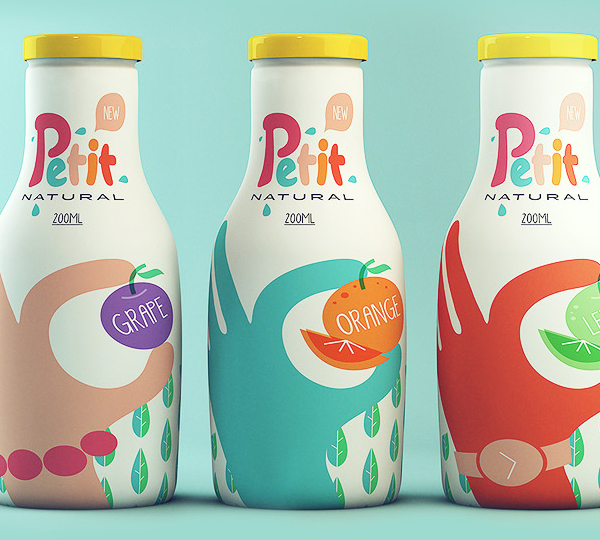 NEW
Petit
NATURAL
200ML
GRAPE
NEW
Petit
NATURAL
200ML
ORANGE
NEW
Petit
NATURAL
200ML